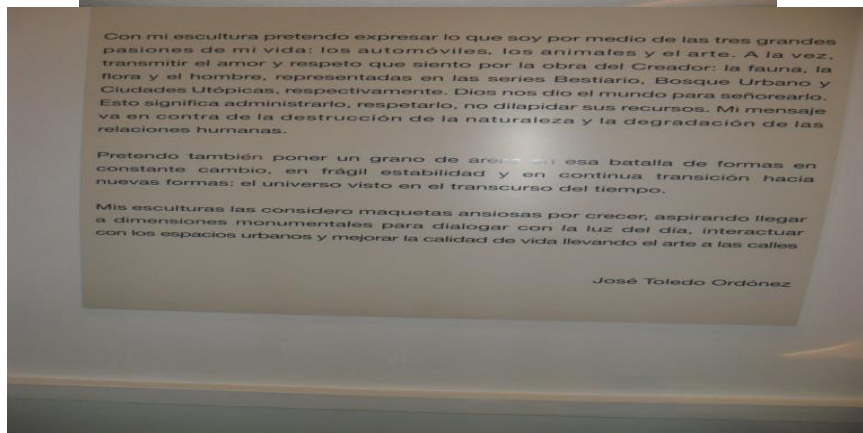 Con mi escultura pretendo expresar lo que soy por medio de las tres grandes
pasiones de mi vida: los automóviles, los animales y el arte. A la vez,
transmitir el amor y respeto que siento por la obra del Creador: la fauna, la
flora y el hombre, representadas en las series Bestiario, Bosque Urbano y
Ciudades Utópicas, respectivamente. Dios nos dio el mundo para señorearlo.
Esto significa administrarlo, respetarlo, no dilapidar sus recursos. Mi mensaje
va en contra de la destrucción de la naturaleza y la degradación de las
relaciones humanas.
Pretendo también poner un grano de arena en esa batalla de formas en
constante cambio, en frágil estabilidad y en continua transición hacia
nuevas formas: el universo visto en el transcurso del tiempo.
Mis esculturas las considero maquetas ansiosas por crecer, aspirando llegar
a dimensiones monumentales para dialogar con la luz del día, interactuar
con los espacios urbanos y mejorar la calidad de vida llevando el arte a las calles
José Toledo Ordónez